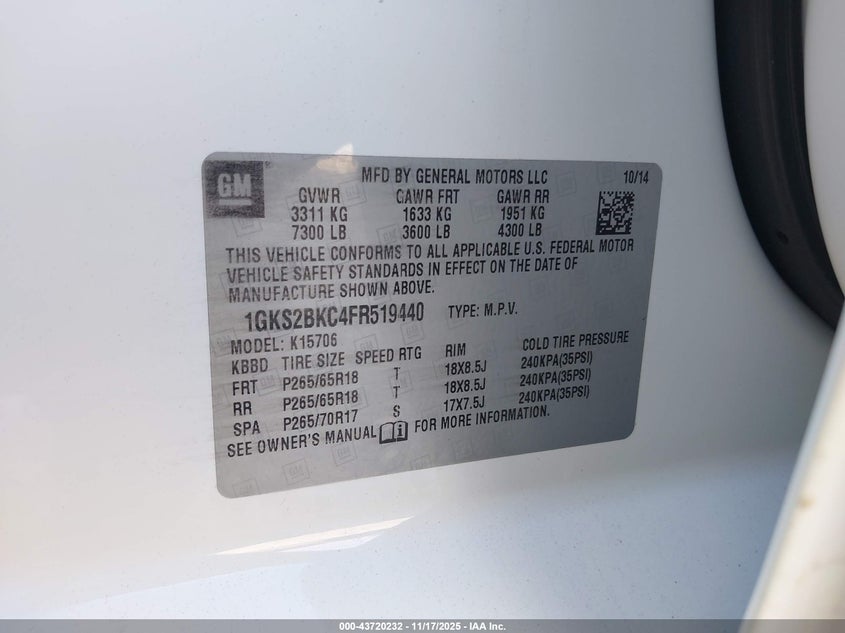 GM
MFD BY GENERAL MOTORS LLC 10/14
GVWR GAWR FRT GAWR RR
3311 KG 1633 KG 1951 KG
7300 LB 3600 LB 4300 LB
THIS VEHICLE CONFORMS TO ALL APPLICABLE U.S. FEDERAL MOTOR
VEHICLE SAFETY STANDARDS IN EFFECT ON THE DATE OF
MANUFACTURE SHOWN ABOVE.
1GKS2BKC4FR519440 TYPE: M.P.V.
MODEL: K15706
KBBD TIRE SIZE SPEED RTG RIM COLD TIRE PRESSURE
FRT P265/65R18 T 18X8.5J 240KPA(35PSI)
RR P265/65R18 T 18X8.5J 240KPA(35PSI)
SPA P265/70R17 S 17X7.5J 240KPA(35PSI)
SEE OWNER'S MANUAL FOR MORE INFORMATION.
000-43720232 - 11/17/2025 - IAA Inc.